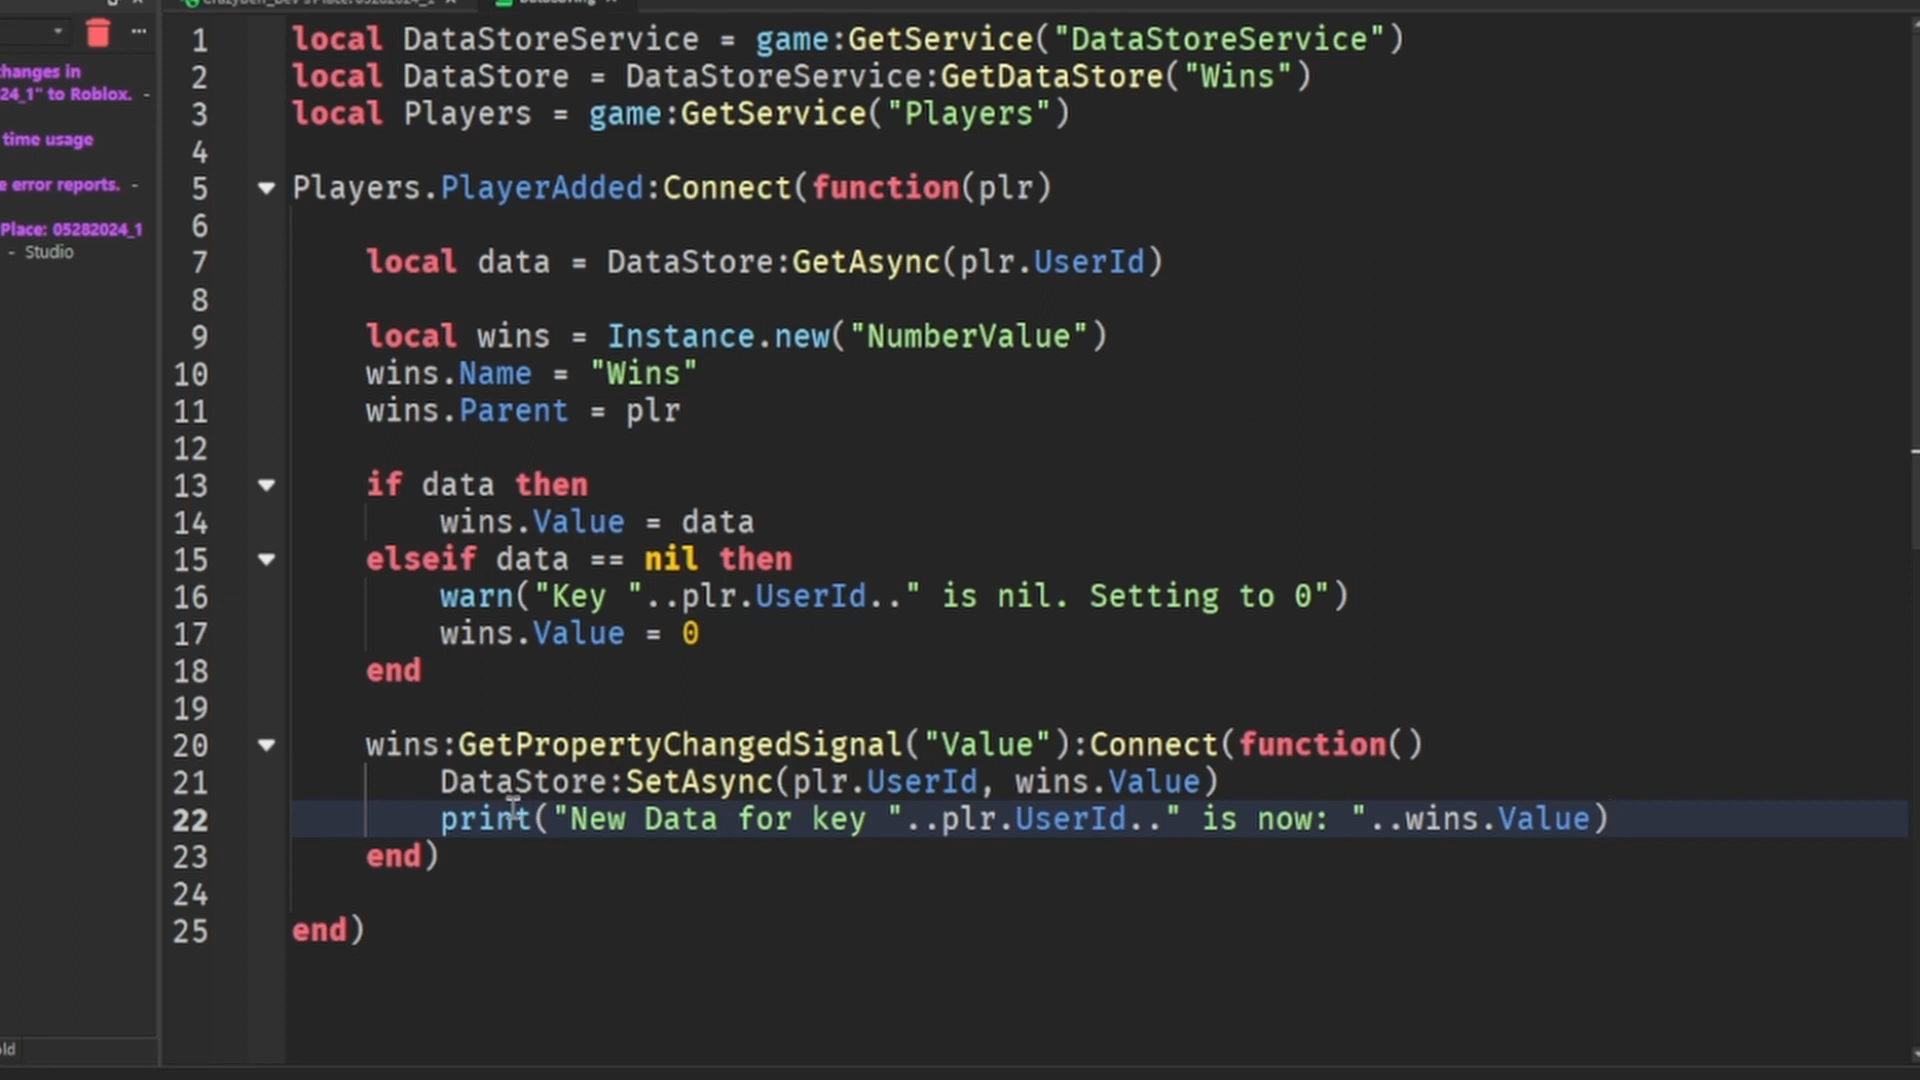 hanges in
24_1" to Roblox. -
time usage
e error reports. -
Place: 05282024_1
- Studio
old
1 local DataStoreService = game:GetService("DataStoreService")
2 local DataStore = DataStoreService:GetDataStore("Wins")
3 local Players = game:GetService("Players")
4
5 Players.PlayerAdded:Connect(function(plr)
6
7 local data = DataStore:GetAsync(plr.UserId)
8
9 local wins = Instance.new("NumberValue")
10 wins.Name = "Wins"
11 wins.Parent = plr
12
13 if data then
14 wins.Value = data
15 elseif data == nil then
16 warn("Key "..plr.UserId.." is nil. Setting to 0")
17 wins.Value = 0
18 end
19
20 wins:GetPropertyChangedSignal("Value"):Connect(function()
21 DataStore:SetAsync(plr.UserId, wins.Value)
22 print("New Data for key "..plr.UserId.." is now: "..wins.Value)
23 end)
24
25 end)